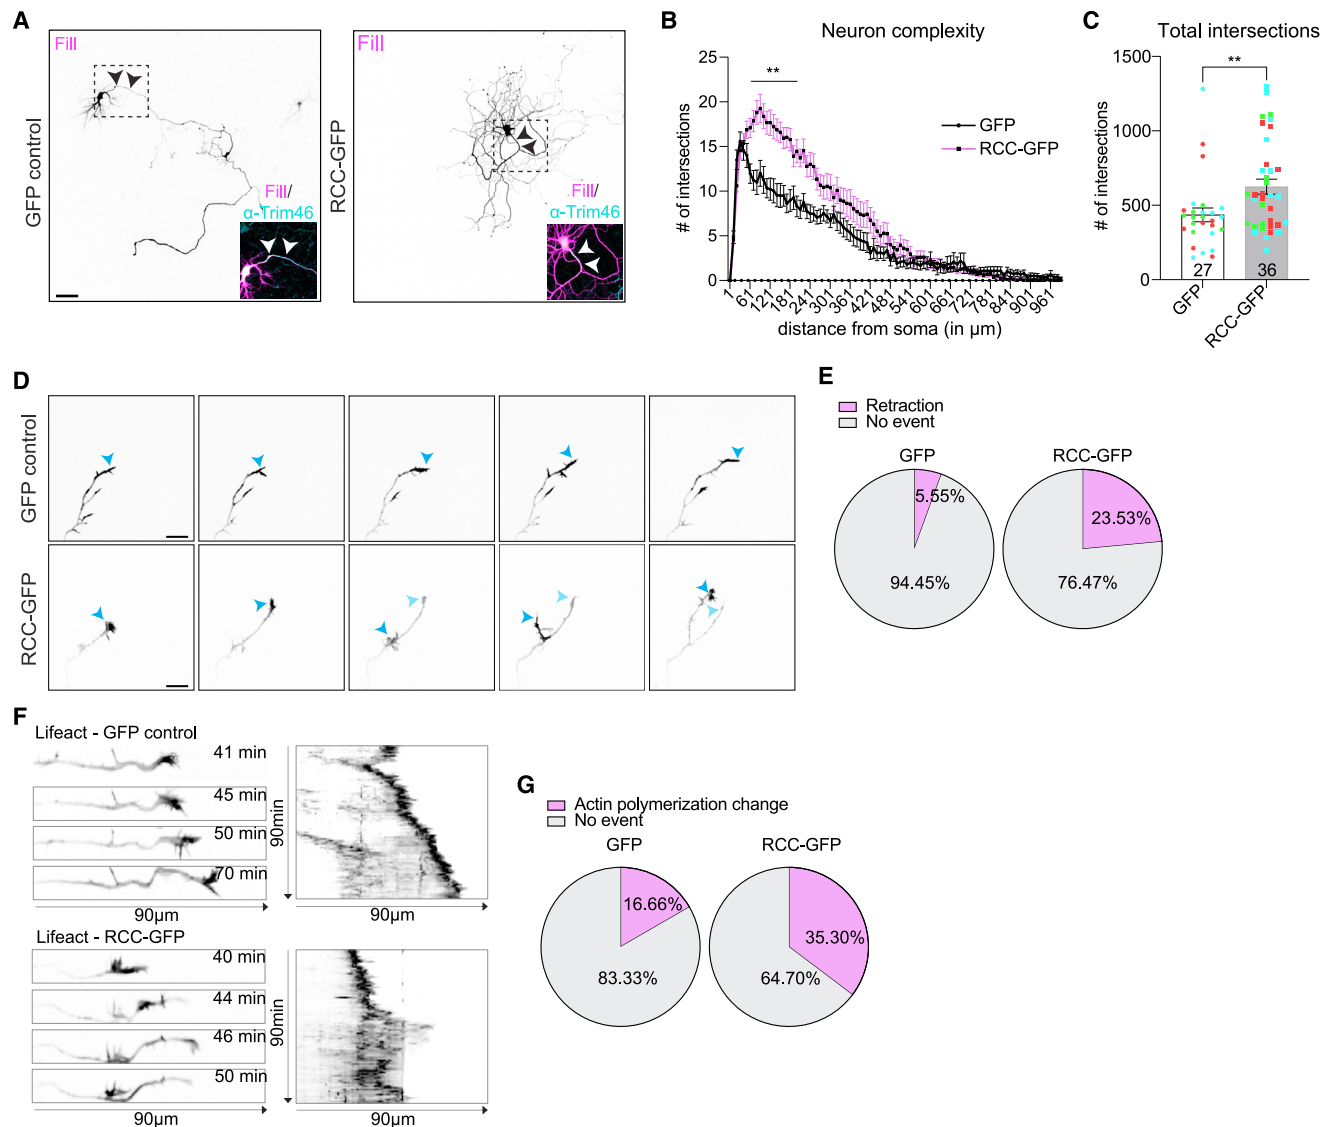 A
GFP control
Fill
Fill/
α-Trim46
RCC-GFP
Fill
Fill/
α-Trim46
B
Neuron complexity
# of intersections
25
20
15
10
5
0
**
GFP
RCC-GFP
1
61
121
181
241
301
361
421
481
541
601
661
721
781
841
901
961
distance from soma (in µm)
C
Total intersections
# of intersections
1500
1000
500
0
**
27
36
GFP
RCC-GFP
D
GFP control
RCC-GFP
E
Retraction
No event
GFP
RCC-GFP
5.55%
94.45%
23.53%
76.47%
F
Lifeact - GFP control
41 min
45 min
50 min
70 min
90µm
90min
90µm
Lifeact - RCC-GFP
40 min
44 min
46 min
50 min
90µm
90min
90µm
G
Actin polymerization change
No event
GFP
RCC-GFP
16.66%
83.33%
35.30%
64.70%